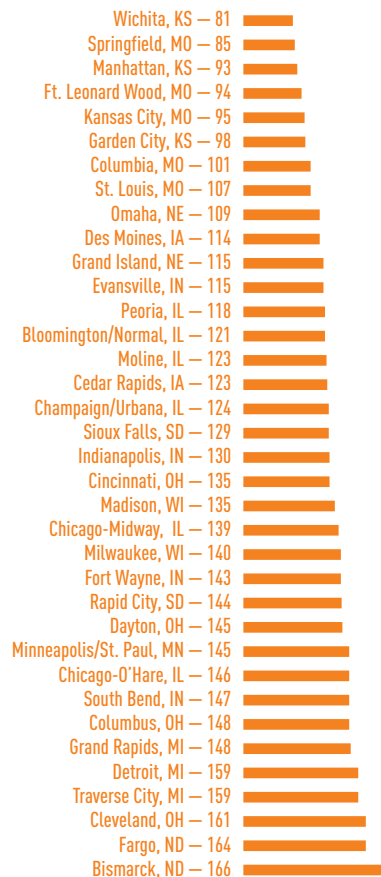 Wichita, KS — 81
Springfield, MO — 85
Manhattan, KS — 93
Ft. Leonard Wood, MO — 94
Kansas City, MO — 95
Garden City, KS — 98
Columbia, MO — 101
St. Louis, MO — 107
Omaha, NE — 109
Des Moines, IA — 114
Grand Island, NE — 115
Evansville, IN — 115
Peoria, IL — 118
Bloomington/Normal, IL — 121
Moline, IL — 123
Cedar Rapids, IA — 123
Champaign/Urbana, IL — 124
Sioux Falls, SD — 129
Indianapolis, IN — 130
Cincinnati, OH — 135
Madison, WI — 135
Chicago-Midway, IL — 139
Milwaukee, WI — 140
Fort Wayne, IN — 143
Rapid City, SD — 144
Dayton, OH — 145
Minneapolis/St. Paul, MN — 145
Chicago-O'Hare, IL — 146
South Bend, IN — 147
Columbus, OH — 148
Grand Rapids, MI — 148
Detroit, MI — 159
Traverse City, MI — 159
Cleveland, OH — 161
Fargo, ND — 164
Bismarck, ND — 166